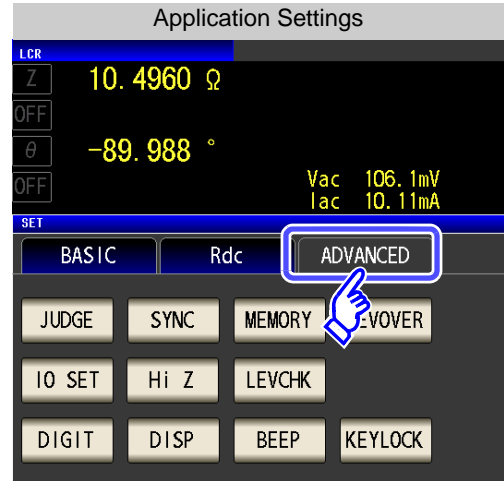 Application Settings
LCR
Z 10.4960 Ω
OFF
θ -89.988 °
OFF
Vac 106.1mV
Iac 10.11mA
SET
BASIC Rdc ADVANCED
JUDGE SYNC MEMORY EVOVER
IO SET Hi Z LEVCHK
DIGIT DISP BEEP KEYLOCK